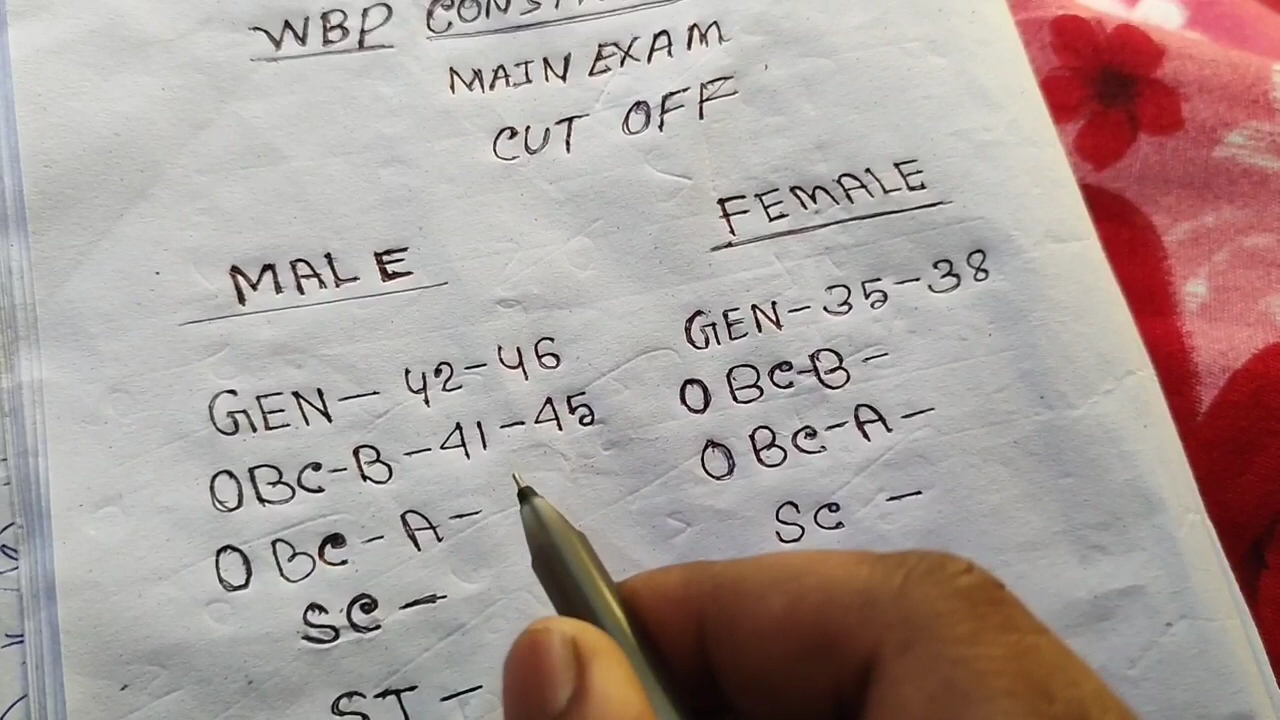 WBP
MAIN EXAM
CUT OFF
MALE
GEN - 42-46
OBC-B - 41-45
OBC-A -
SC -
ST -
FEMALE
GEN - 35-38
OBC-B -
OBC-A -
SC -